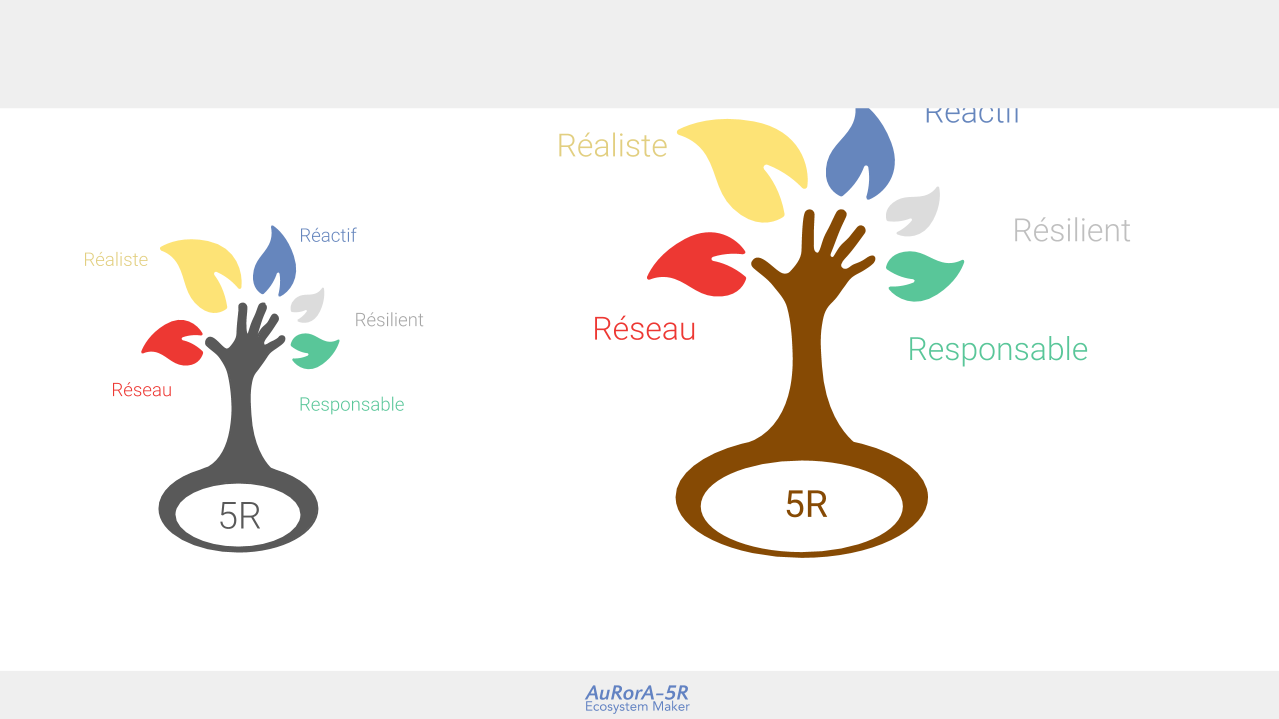 Réactif
Réaliste
Résilient
Réseau
Responsable
5R
Réactif
Réaliste
Résilient
Réseau
Responsable
5R
AuRorA-5R
Ecosystem Maker